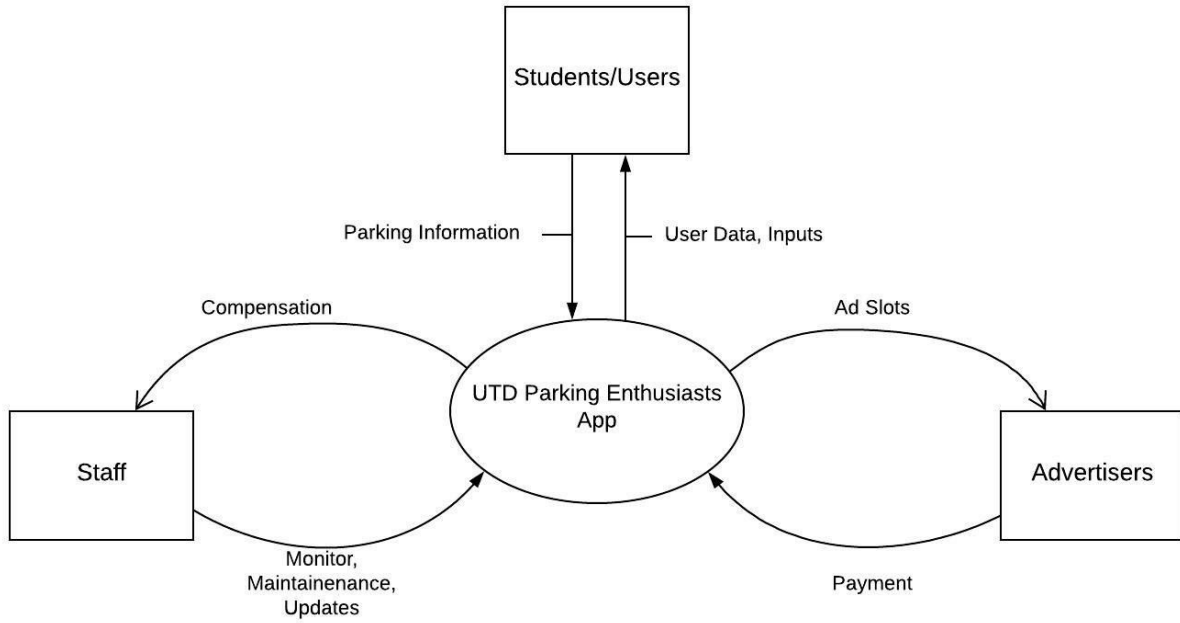 Students/Users
Parking Information
User Data, Inputs
Compensation
Ad Slots
UTD Parking Enthusiasts
App
Staff
Advertisers
Monitor,
Maintainenance,
Updates
Payment